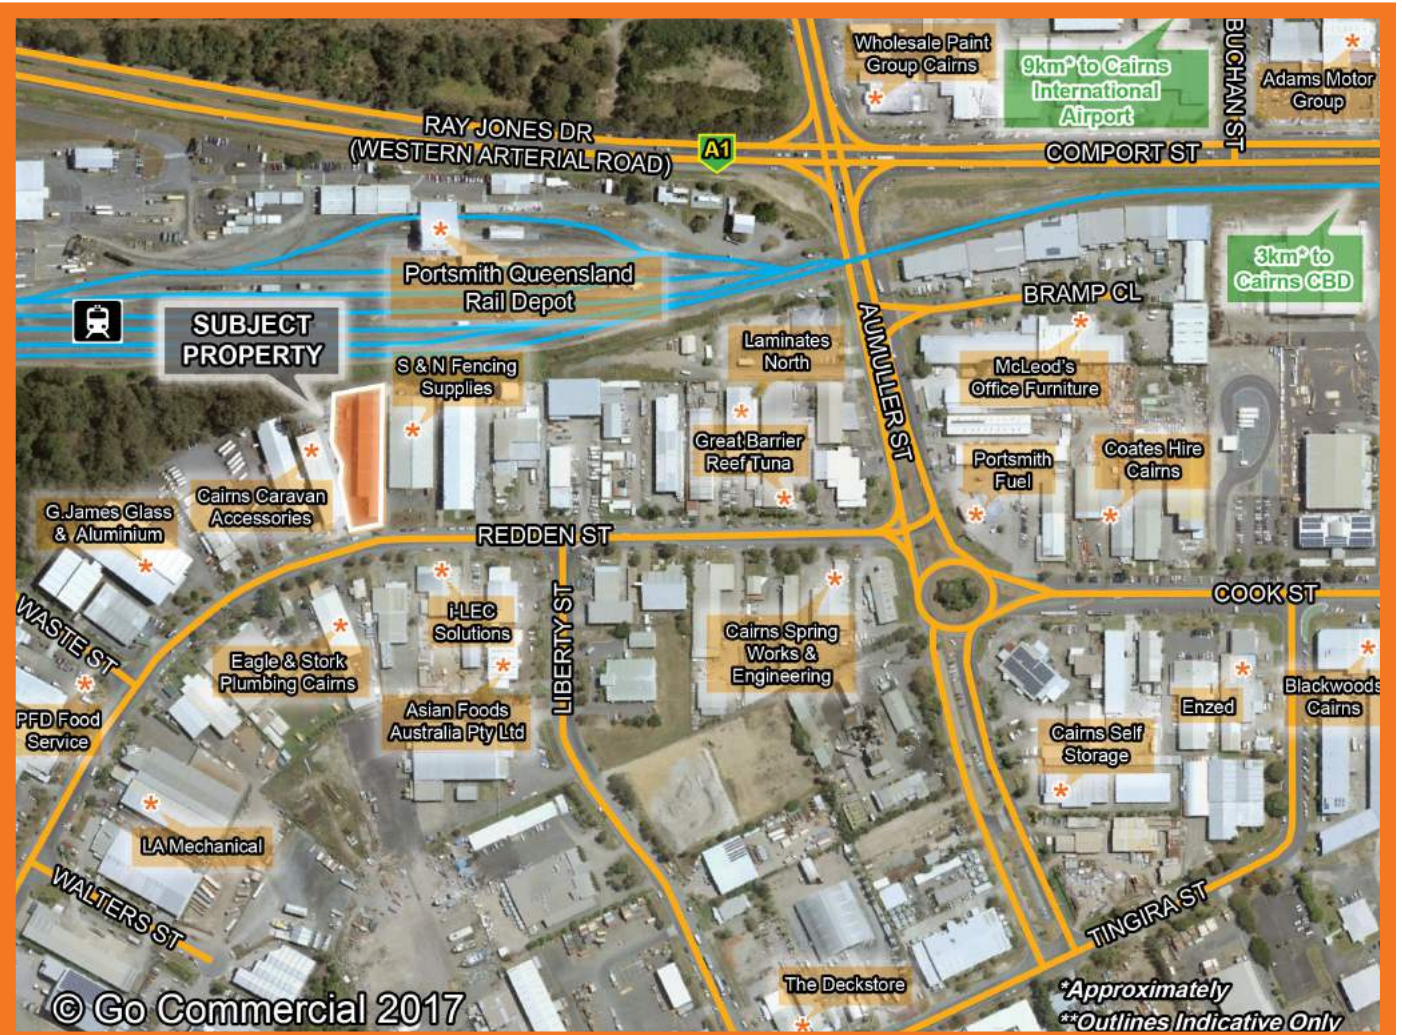 Wholesale Paint
Group Cairns
9km* to Cairns
International
Airport
BUCHAN ST
Adams Motor
Group
RAY JONES DR
(WESTERN ARTERIAL ROAD)
A1
COMPORT ST
3km* to
Cairns CBD
Portsmith Queensland
Rail Depot
BRAMP CL
SUBJECT
PROPERTY
AUMULLER ST
Laminates
North
S & N Fencing
Supplies
McLeod's
Office Furniture
Great Barrier
Reef Tuna
Portsmith
Fuel
Coates Hire
Cairns
Cairns Caravan
Accessories
G.James Glass
& Aluminium
REDDEN ST
COOK ST
WASTE ST
LIBERTY ST
i-LEC
Solutions
Cairns Spring
Works &
Engineering
Eagle & Stork
Plumbing Cairns
Asian Foods
Australia Pty Ltd
Enzed
Blackwoods
Cairns
PFD Food
Service
Cairns Self
Storage
LA Mechanical
WALTERS ST
TINGIRA ST
The Deckstore
© Go Commercial 2017
*Approximately
**Outlines Indicative Only